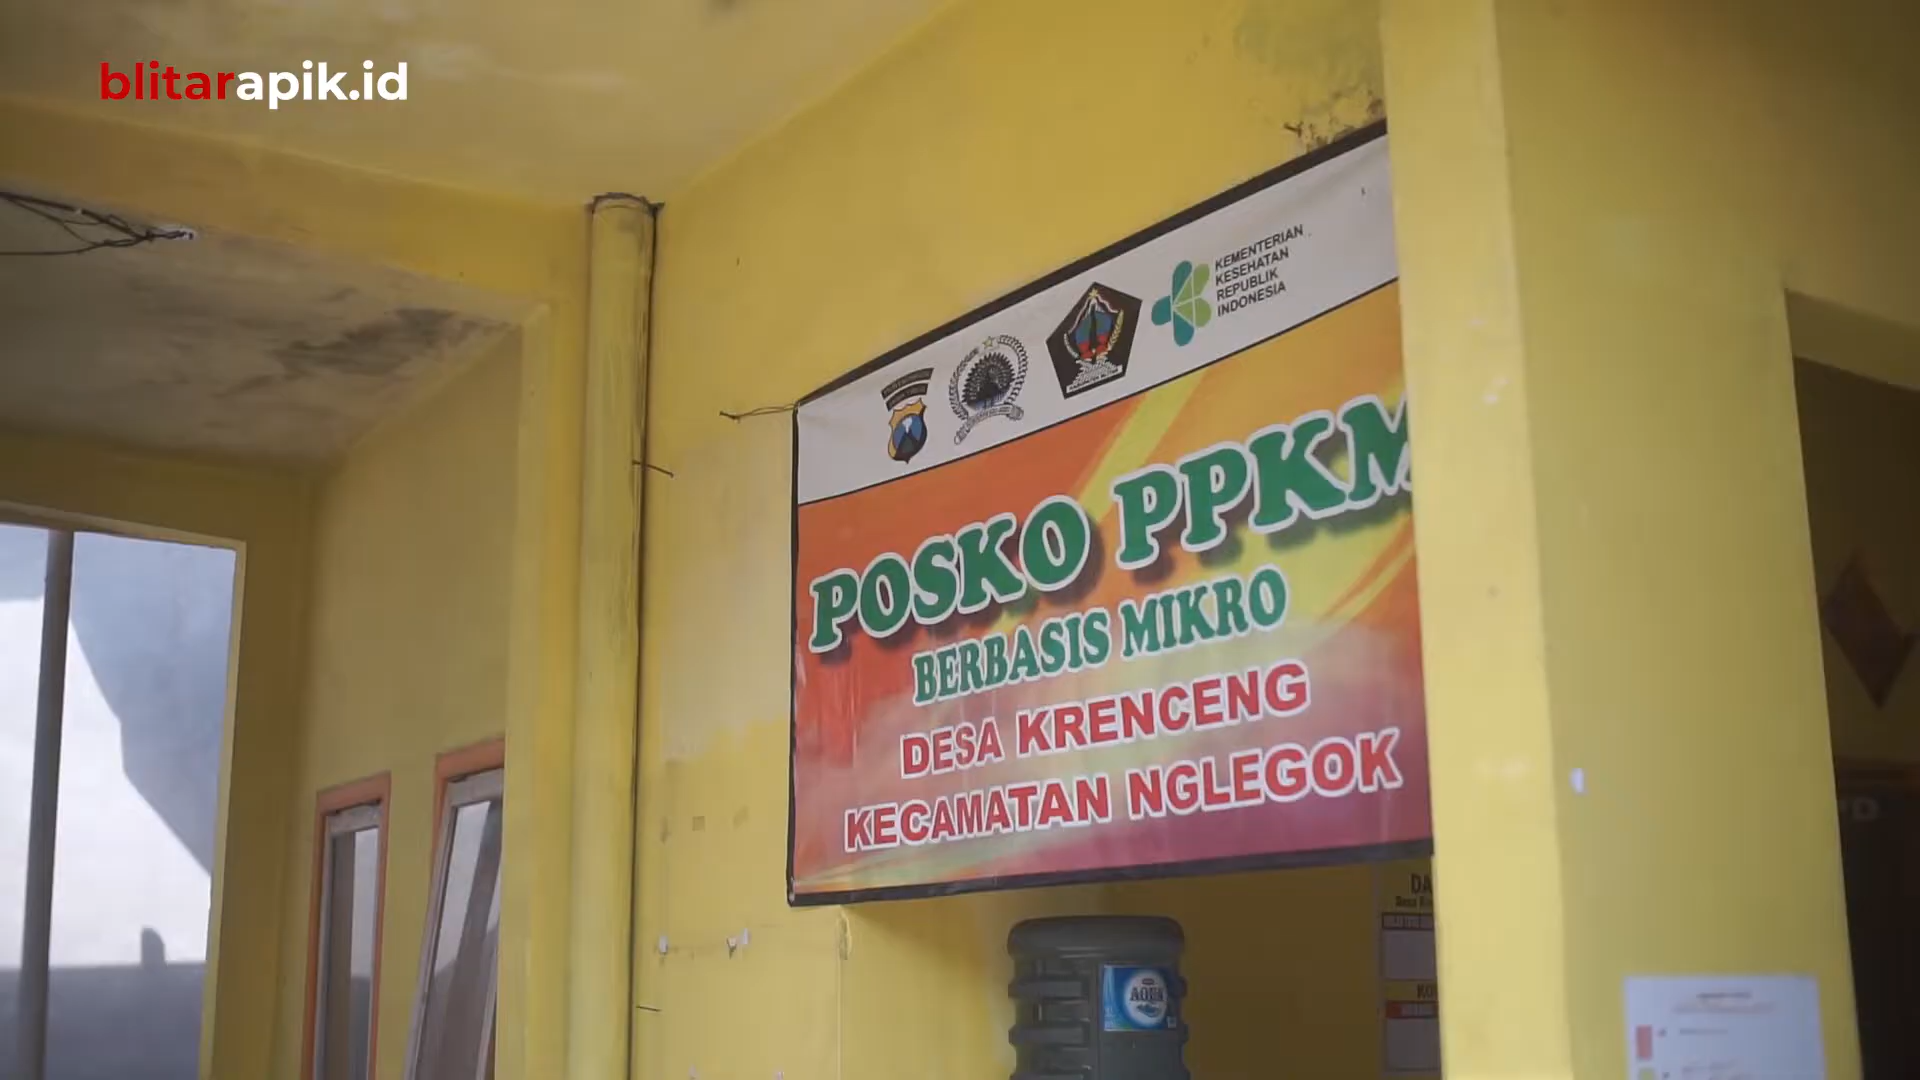 blitarapik.id
KEMENTERIAN
KESEHATAN
REPUBLIK
INDONESIA
POSKO PPKM
BERBASIS MIKRO
DESA KRENCENG
KECAMATAN NGLEGOK
AQUA